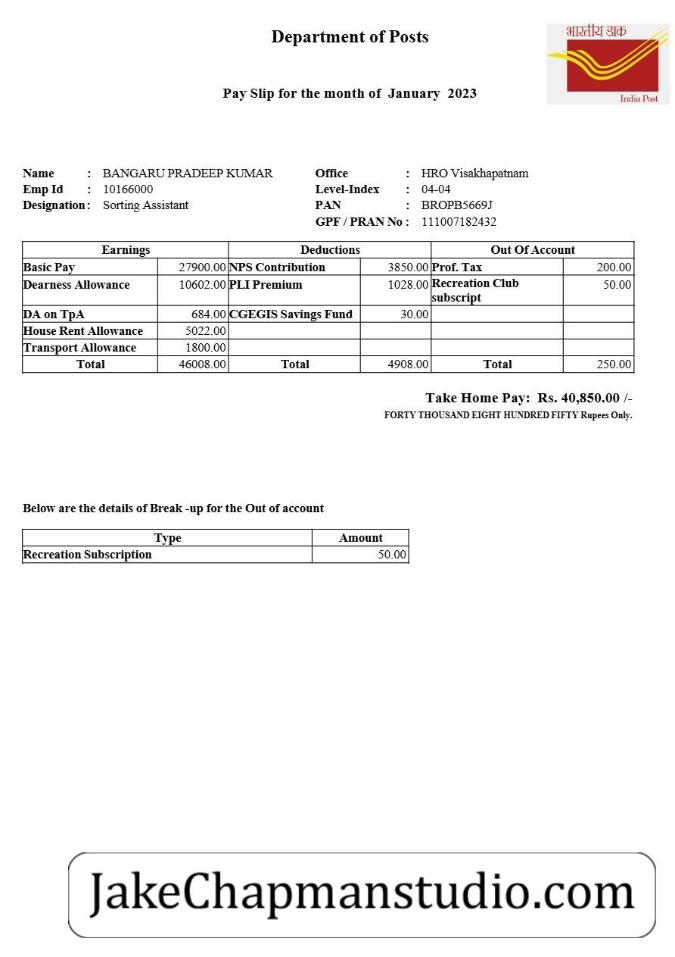 Department of Posts
भारतीय डाक
India Post
Pay Slip for the month of January 2023
Name : BANGARU PRADEEP KUMAR Office : HRO Visakhapatnam
Emp Id : 10166000 Level-Index : 04-04
Designation : Sorting Assistant PAN : BROPB5669J
GPF / PRAN No : 111007182432
Earnings Deductions Out Of Account
Basic Pay 27900.00 NPS Contribution 3850.00 Prof. Tax 200.00
Dearness Allowance 10602.00 PLI Premium 1028.00 Recreation Club 50.00
subscript
DA on TpA 684.00 CGEGIS Savings Fund 30.00
House Rent Allowance 5022.00
Transport Allowance 1800.00
Total 46008.00 Total 4908.00 Total 250.00
Take Home Pay: Rs. 40,850.00 /-
FORTY THOUSAND EIGHT HUNDRED FIFTY Rupees Only.
Below are the details of Break -up for the Out of account
Type Amount
Recreation Subscription 50.00
JakeChapmanstudio.com